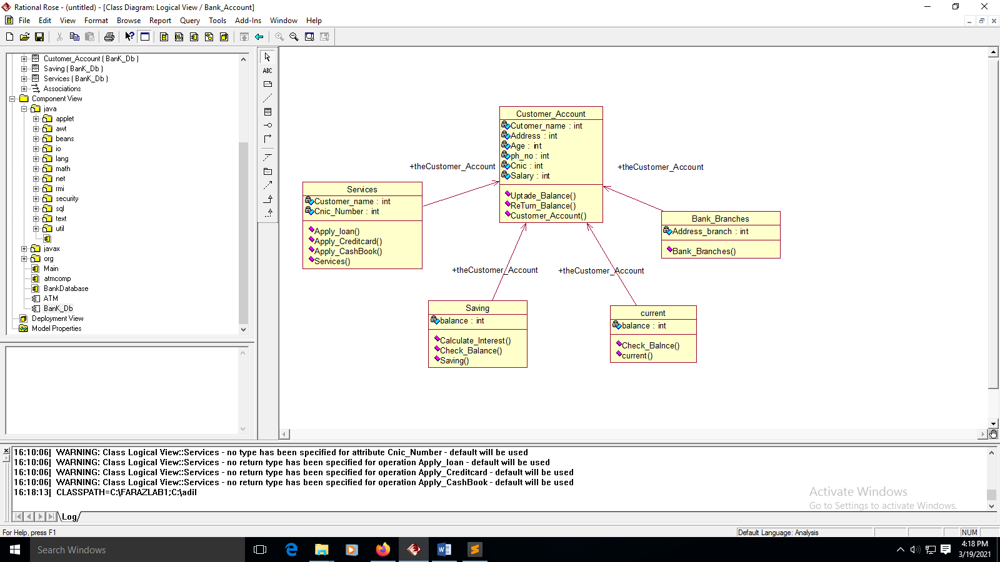 Rational Rose - (untitled) - [Class Diagram: Logical View / Bank_Account]
File Edit View Format Browse Report Query Tools Add-Ins Window Help
ABC
Customer_Account ( BanK_Db )
Saving ( BanK_Db )
Services ( BanK_Db )
Associations
Component View
java
applet
awt
beans
io
lang
math
net
rmi
security
sql
text
util
javax
org
Main
atmcomp
BankDatabase
ATM
BanK_Db
Deployment View
Model Properties
Customer_Account
Cutomer_name : int
Address : int
Age : int
ph_no : int
Cnic : int
Salary : int
Uptade_Balance()
ReTurn_Balance()
Customer_Account()
+theCustomer_Account
+theCustomer_Account
Services
Customer_name : int
Cnic_Number : int
Apply_loan()
Apply_Creditcard()
Apply_CashBook()
Services()
Bank_Branches
Address_branch : int
Bank_Branches()
+theCustomer_Account
+theCustomer_Account
Saving
balance : int
Calculate_Interest()
Check_Balance()
Saving()
current
balance : int
Check_Balnce()
current()
16:10:06| WARNING: Class Logical View::Services - no type has been specified for attribute Cnic_Number - default will be used
16:10:06| WARNING: Class Logical View::Services - no return type has been specified for operation Apply_loan - default will be used
16:10:06| WARNING: Class Logical View::Services - no return type has been specified for operation Apply_Creditcard - default will be used
16:10:06| WARNING: Class Logical View::Services - no return type has been specified for operation Apply_CashBook - default will be used
16:18:13| CLASSPATH=C:\FARAZLAB1;C:\adil
Activate Windows
Go to Settings to activate Windows.
Log
For Help, press F1
Default Language: Analysis
NUM
Search Windows
4:18 PM
3/19/2021